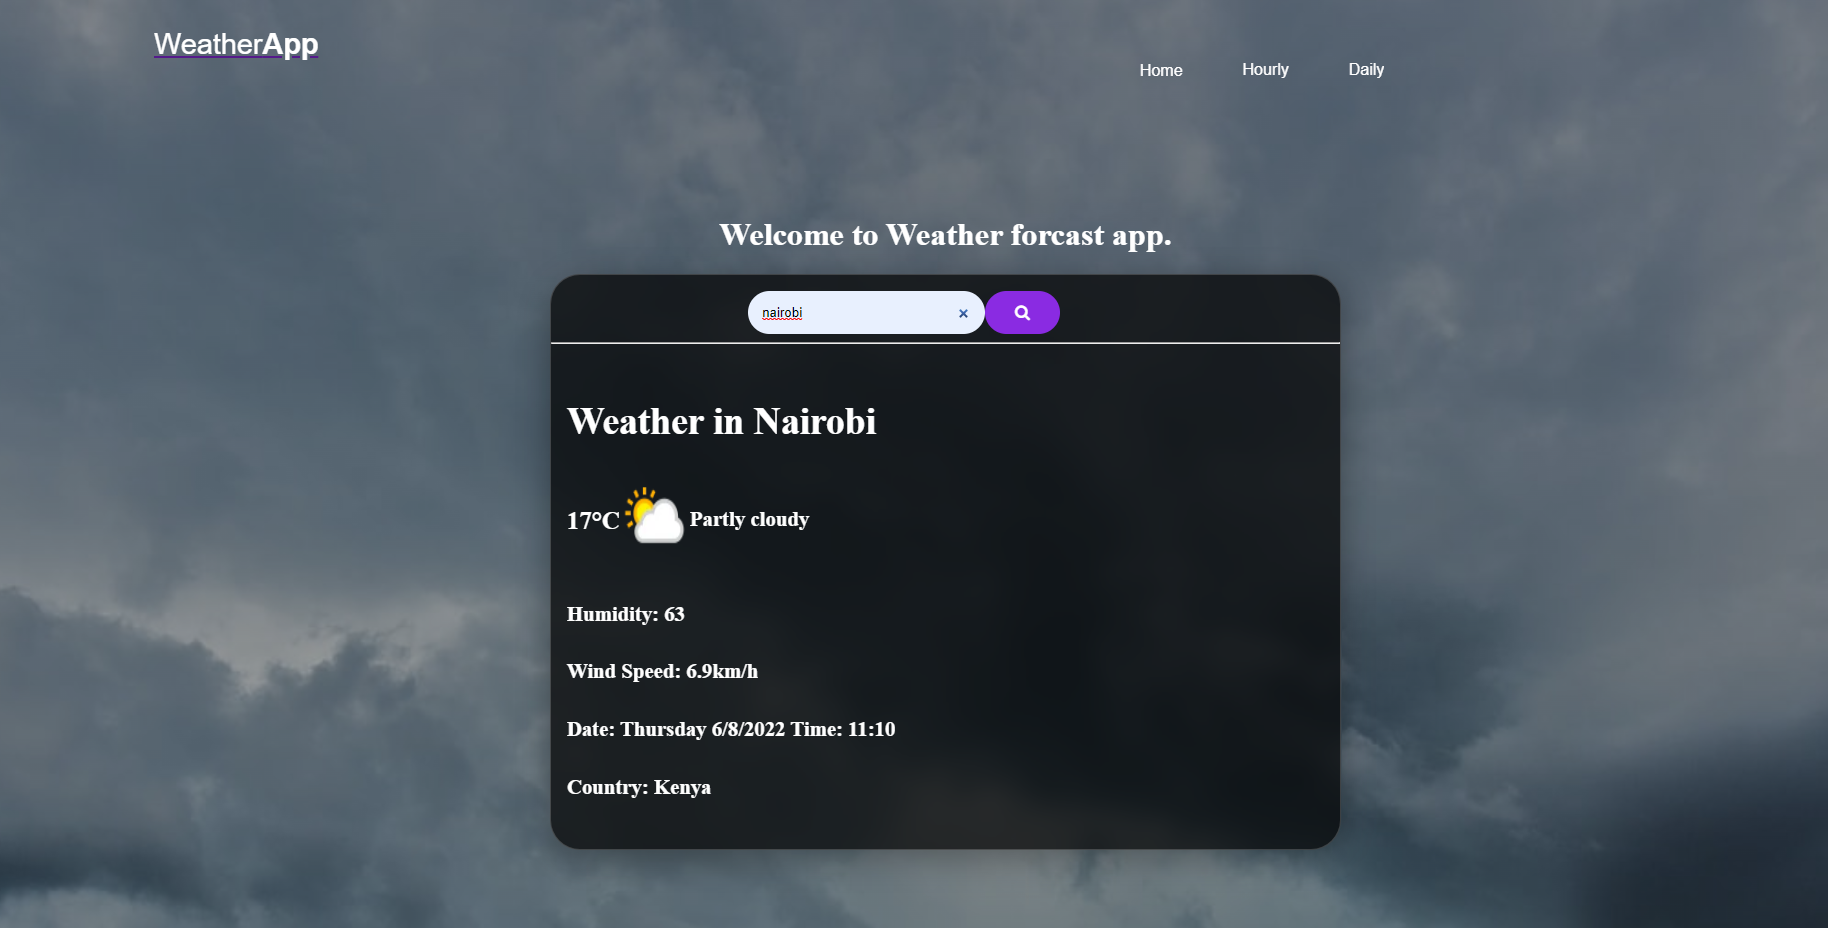 WeatherApp
Home Hourly Daily
Welcome to Weather forcast app.
nairobi
Weather in Nairobi
17°C Partly cloudy
Humidity: 63
Wind Speed: 6.9km/h
Date: Thursday 6/8/2022 Time: 11:10
Country: Kenya